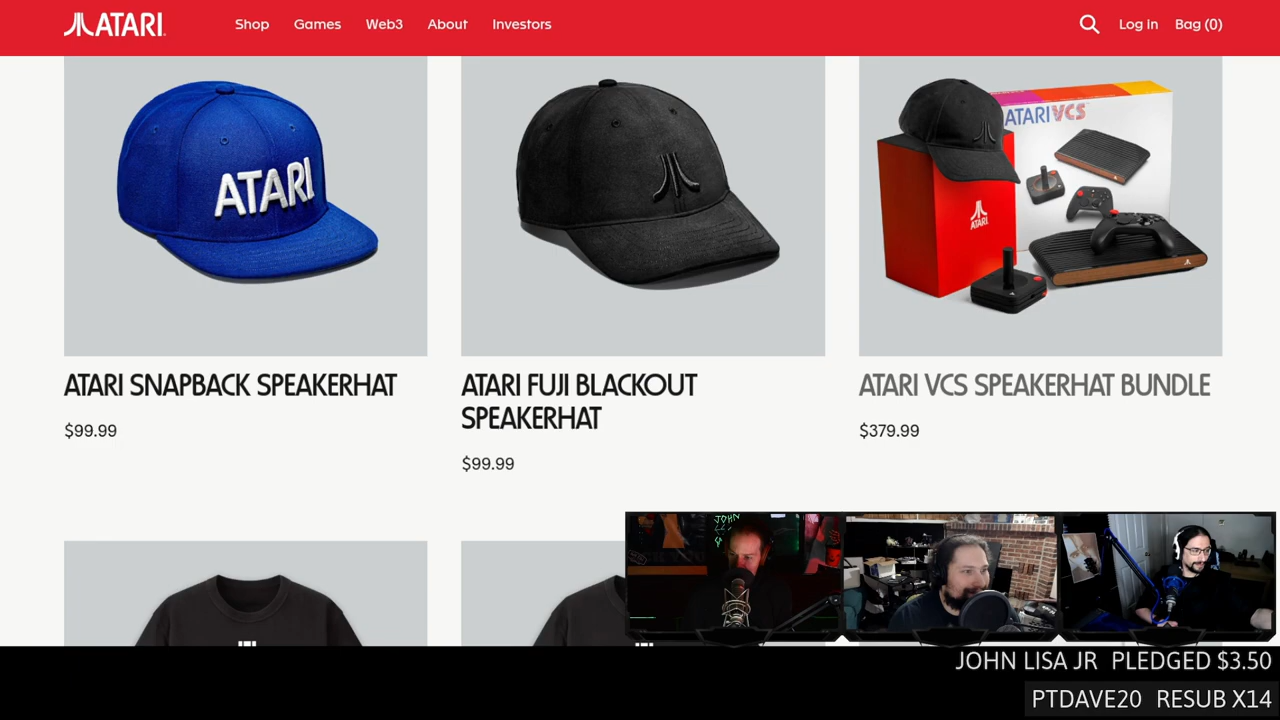 ATARI
Shop Games Web3 About Investors
Log In Bag (0)
ATARI
ATARI VCS
ATARI
ATARI SNAPBACK SPEAKERHAT
$99.99
ATARI FUJI BLACKOUT
SPEAKERHAT
$99.99
ATARI VCS SPEAKERHAT BUNDLE
$379.99
JOHN
JOHN LISA JR PLEDGED $3.50
PTDAVE20 RESUB X14